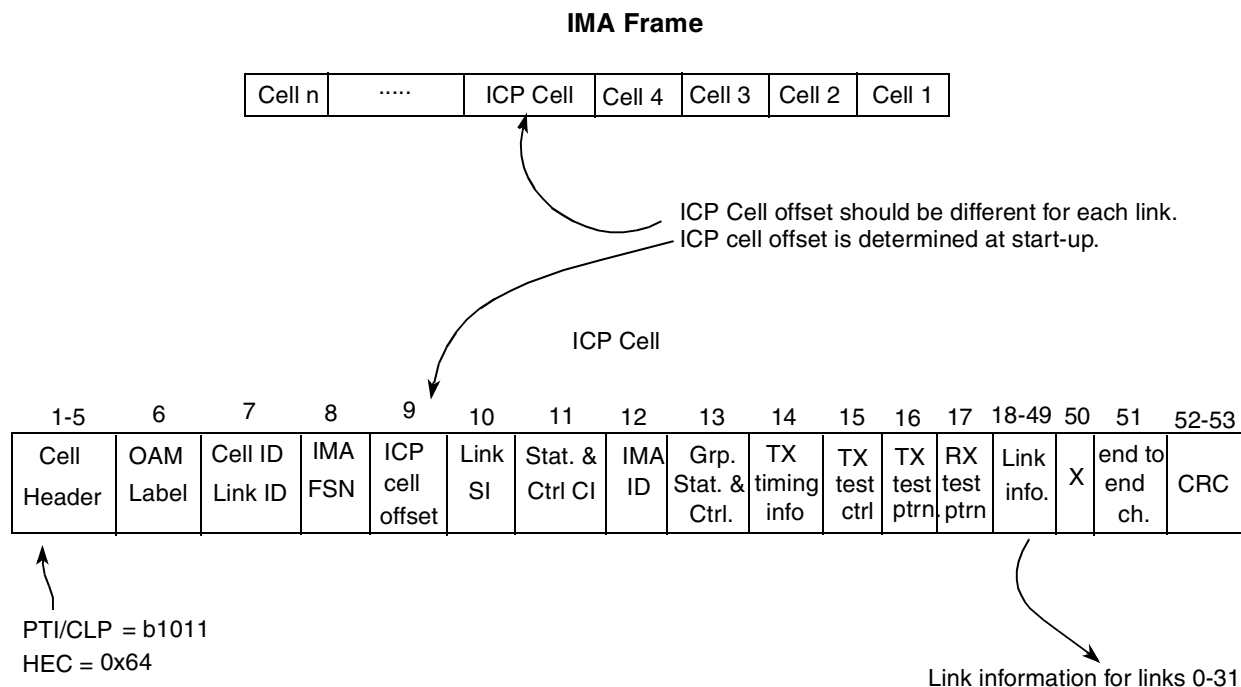 IMA Frame
Cell n ..... ICP Cell Cell 4 Cell 3 Cell 2 Cell 1
ICP Cell offset should be different for each link.
ICP cell offset is determined at start-up.
ICP Cell
1-5 6 7 8 9 10 11 12 13 14 15 16 17 18-49 50 51 52-53
Cell Header
OAM Label
Cell ID Link ID
IMA FSN
ICP cell offset
Link SI
Stat. & Ctrl CI
IMA ID
Grp. Stat. & Ctrl.
TX timing info
TX test ctrl
TX test ptrn.
RX test ptrn
Link info.
X
end to end ch.
CRC
PTI/CLP = b1011
HEC = 0x64
Link information for links 0-31